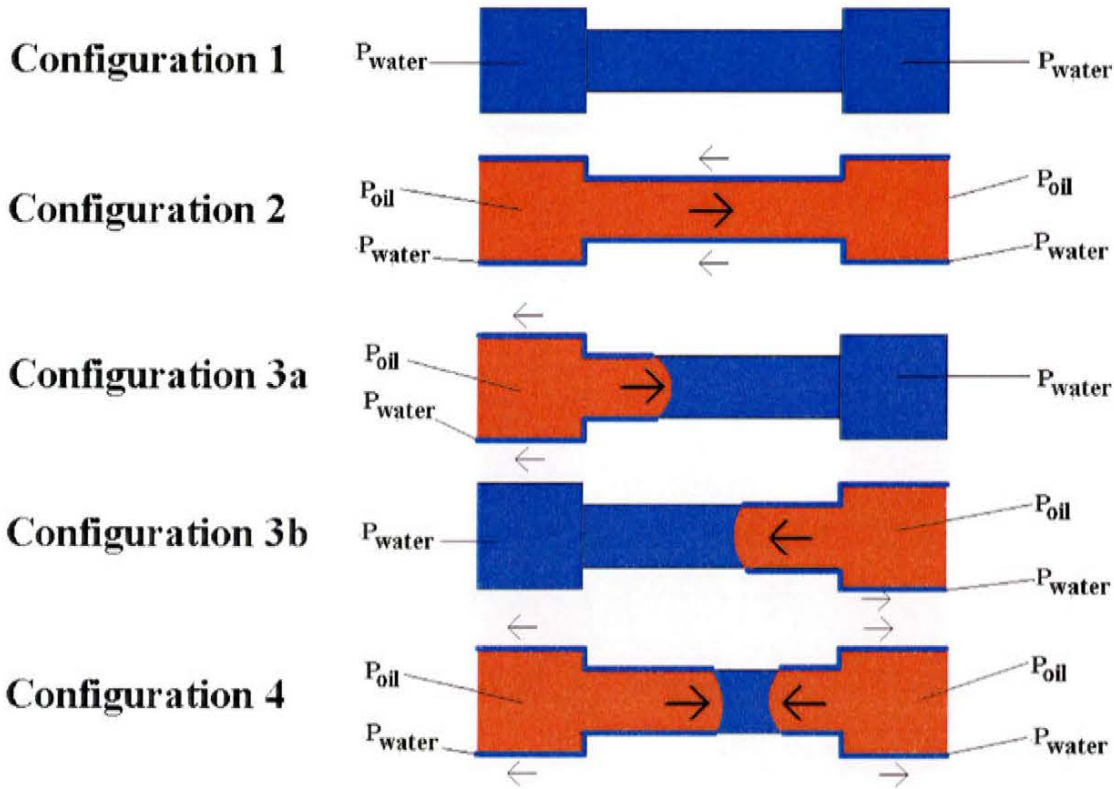 Configuration 1
Pwater
Pwater
Configuration 2
Poil
Pwater
Poil
Pwater
Configuration 3a
Poil
Pwater
Pwater
Configuration 3b
Pwater
Poil
Pwater
Configuration 4
Poil
Pwater
Poil
Pwater